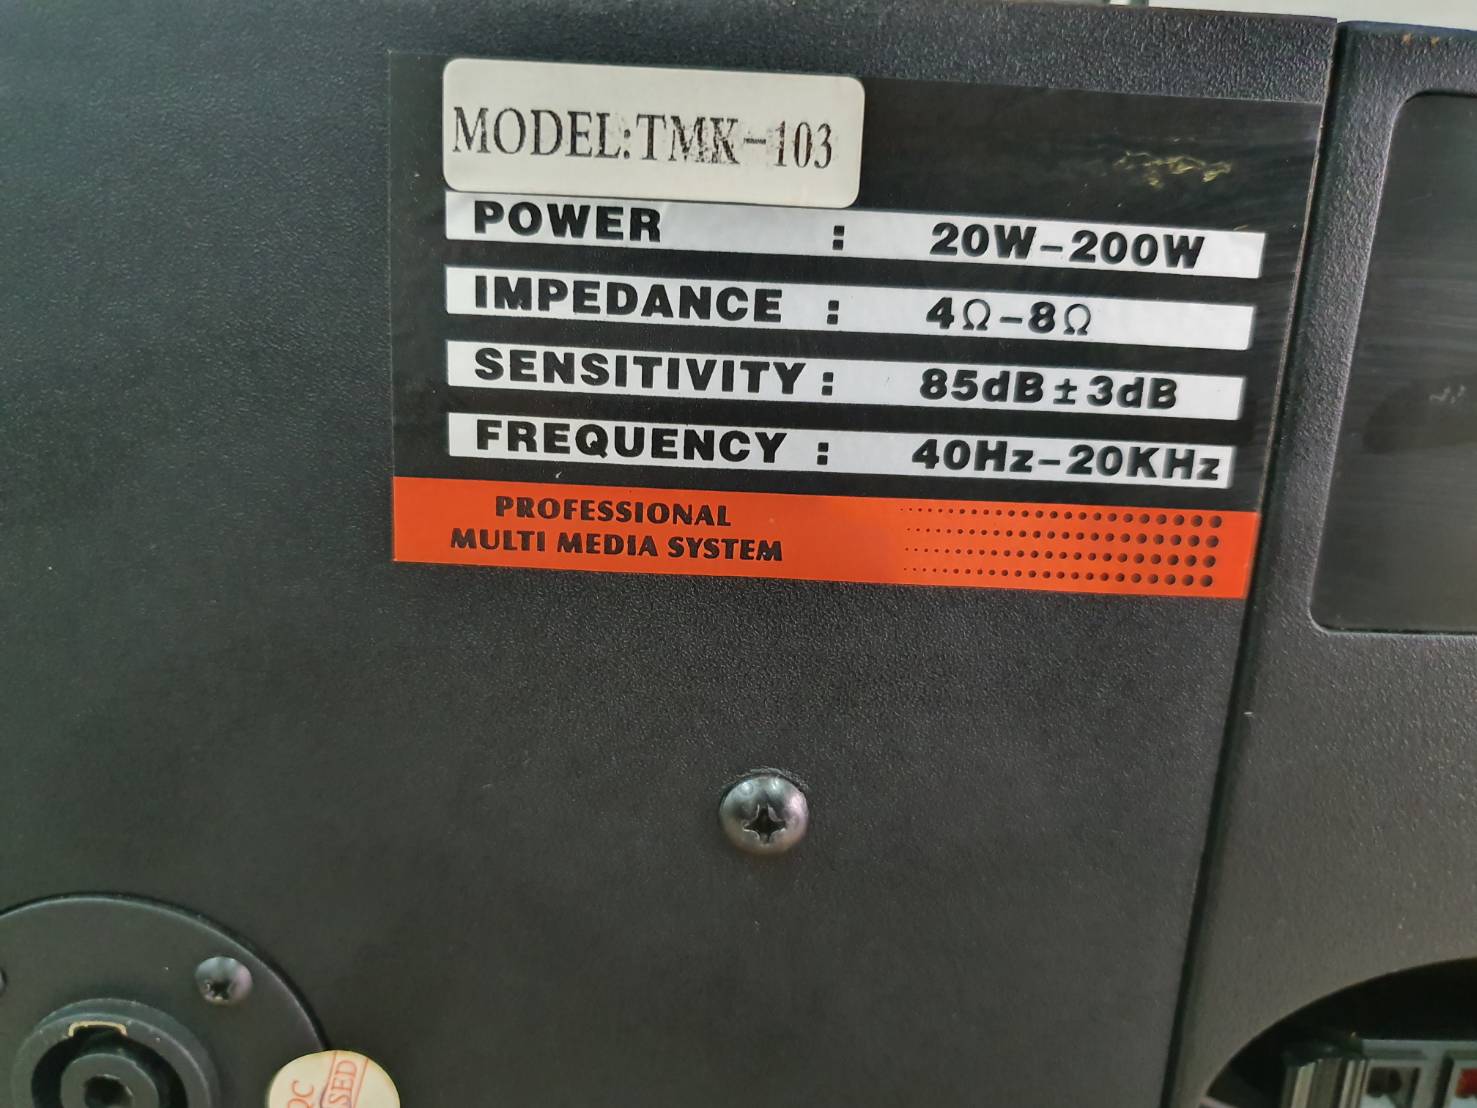 MODEL:TMK-103
POWER : 20W-200W
IMPEDANCE : 4Ω-8Ω
SENSITIVITY : 85dB±3dB
FREQUENCY : 40Hz-20KHz
PROFESSIONAL
MULTI MEDIA SYSTEM
QC